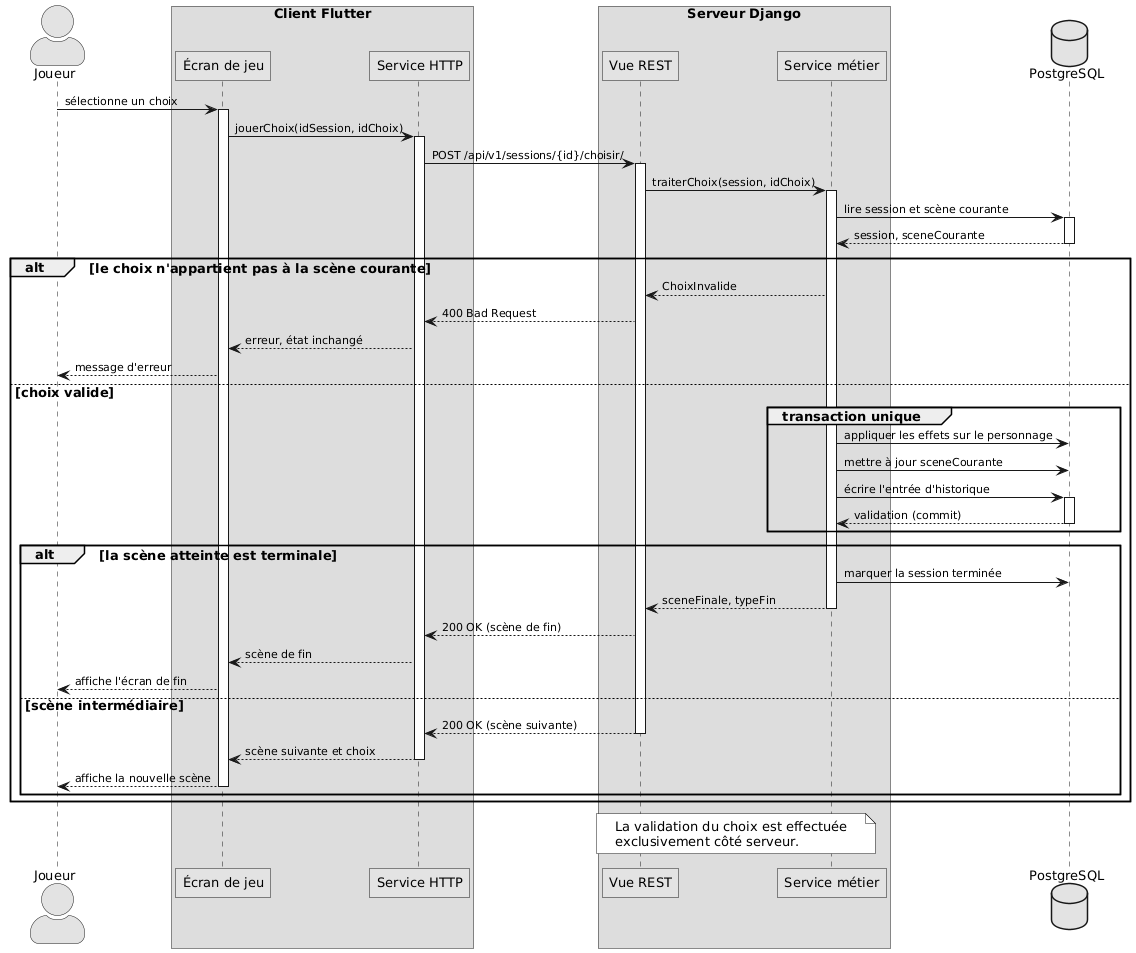 Client Flutter
Serveur Django
Joueur
Écran de jeu
Service HTTP
Vue REST
Service métier
PostgreSQL
sélectionne un choix
jouerChoix(idSession, idChoix)
POST /api/v1/sessions/{id}/choisir/
traiterChoix(session, idChoix)
lire session et scène courante
session, sceneCourante
alt
[le choix n'appartient pas à la scène courante]
ChoixInvalide
400 Bad Request
erreur, état inchangé
message d'erreur
[choix valide]
transaction unique
appliquer les effets sur le personnage
mettre à jour sceneCourante
écrire l'entrée d'historique
validation (commit)
alt
[la scène atteinte est terminale]
marquer la session terminée
sceneFinale, typeFin
200 OK (scène de fin)
scène de fin
affiche l'écran de fin
[scène intermédiaire]
200 OK (scène suivante)
scène suivante et choix
affiche la nouvelle scène
La validation du choix est effectuée
exclusivement côté serveur.
Joueur
Écran de jeu
Service HTTP
Vue REST
Service métier
PostgreSQL